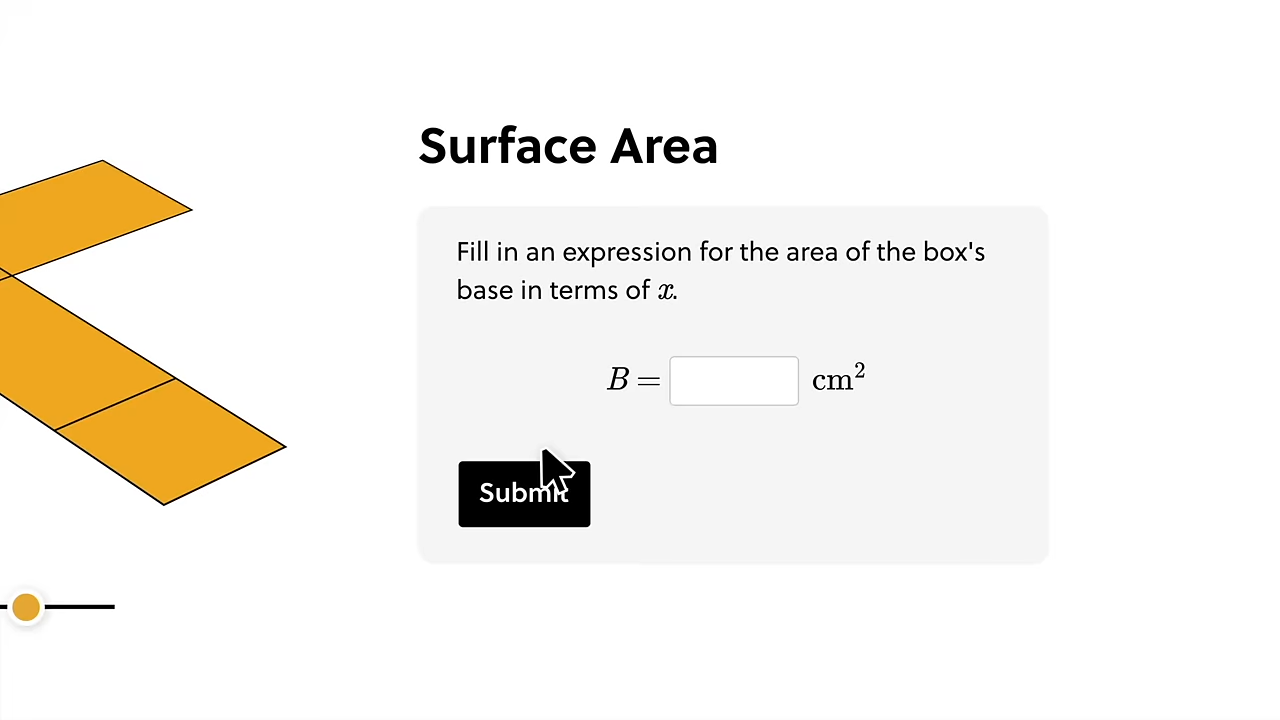 Surface Area
Fill in an expression for the area of the box's
base in terms of x.
B = cm²
Submit